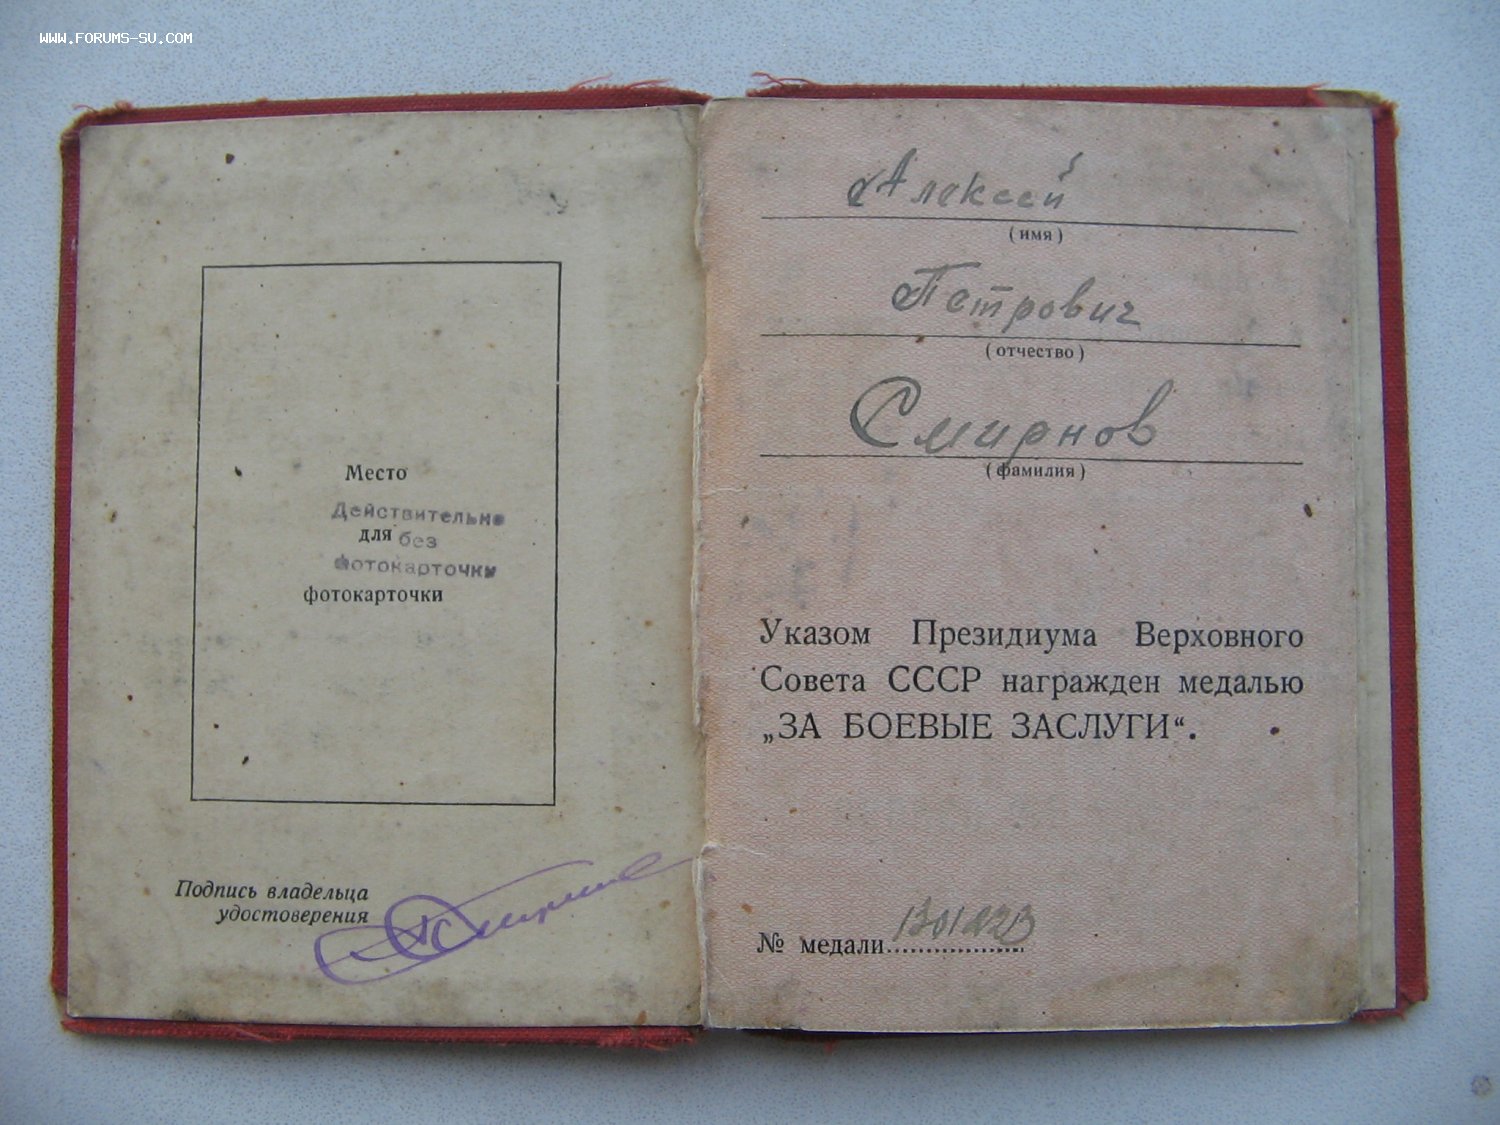 WWW.FORUMS-SU.COM
Место
Действительно
для
без
фотокарточки
фотокарточки
Подпись владельца
удостоверения
Алексей
(имя)
Петрович
(отчество)
Смирнов
(фамилия)
Указом Президиума Верховного
Совета СССР награжден медалью
„ЗА БОЕВЫЕ ЗАСЛУГИ“.
№ медали